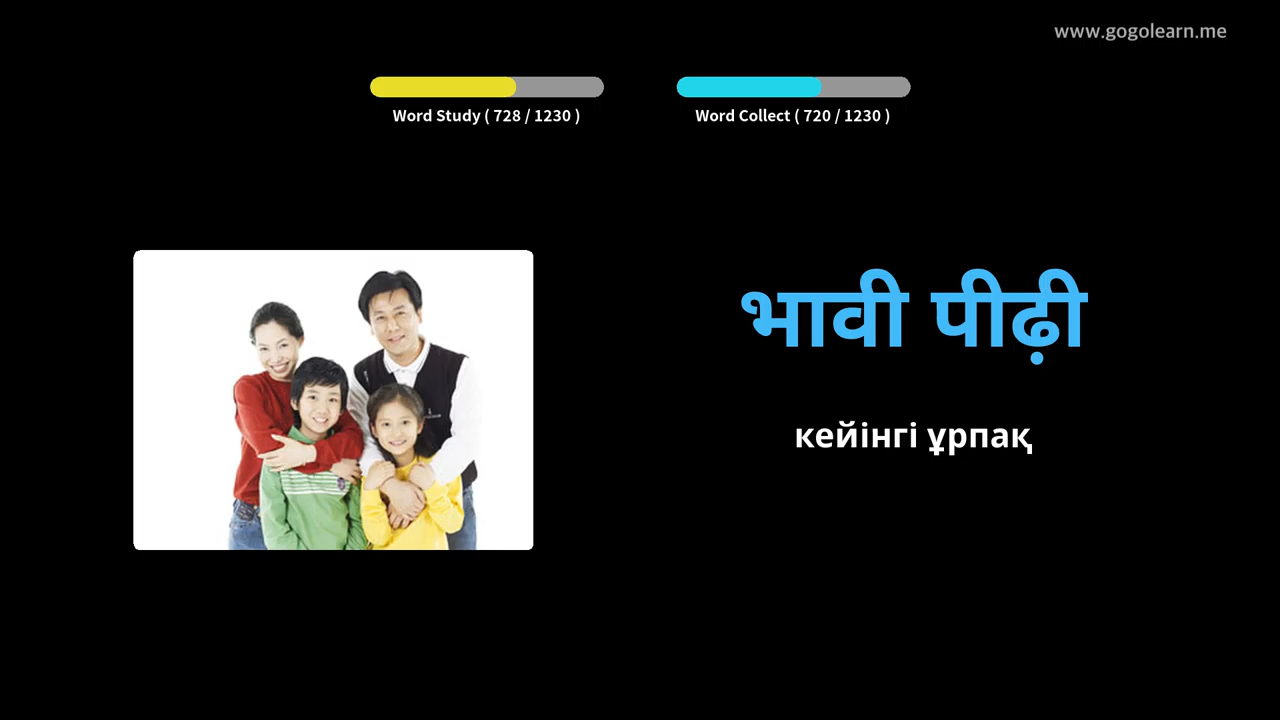 www.gogolearn.me
Word Study ( 728 / 1230 )
Word Collect ( 720 / 1230 )
भावी पीढ़ी
кейінгі ұрпақ